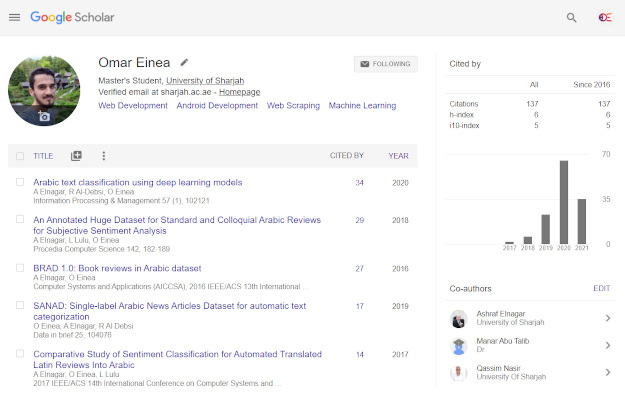 Google Scholar
OE
Omar Einea
FOLLOWING
Master's Student, University of Sharjah
Verified email at sharjah.ac.ae - Homepage
Web Development Android Development Web Scraping Machine Learning
TITLE CITED BY YEAR
Arabic text classification using deep learning models 34 2020
A Elnagar, R Al-Debsi, O Einea
Information Processing & Management 57 (1), 102121
An Annotated Huge Dataset for Standard and Colloquial Arabic Reviews 29 2018
for Subjective Sentiment Analysis
A Elnagar, L Lulu, O Einea
Procedia Computer Science 142, 182-189
BRAD 1.0: Book reviews in Arabic dataset 27 2016
A Elnagar, O Einea
Computer Systems and Applications (AICCSA), 2016 IEEE/ACS 13th International ...
SANAD: Single-label Arabic News Articles Dataset for automatic text 17 2019
categorization
O Einea, A Elnagar, R Al Debsi
Data in brief 25, 104076
Comparative Study of Sentiment Classification for Automated Translated 14 2017
Latin Reviews Into Arabic
A Elnagar, O Einea, L Lulu
2017 IEEE/ACS 14th International Conference on Computer Systems and ...
Cited by
All Since 2016
Citations 137 137
h-index 6 6
i10-index 5 5
70
35
0
2017 2018 2019 2020 2021
Co-authors EDIT
Ashraf Elnagar
University of Sharjah
Manar Abu Talib
Dr
Qassim Nasir
University Of Sharjah